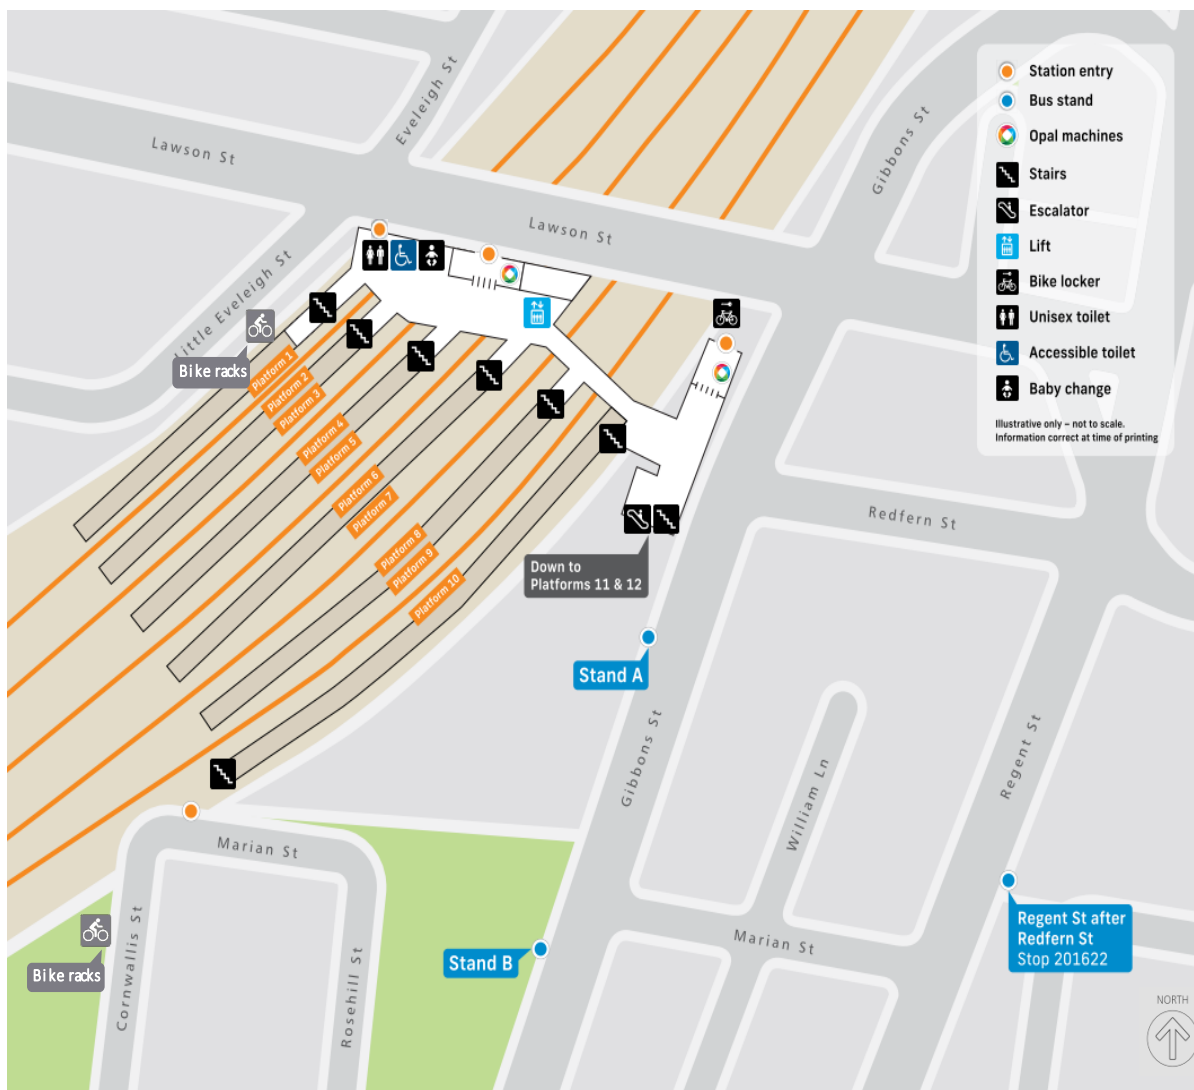 Eveleigh St
Lawson St
Gibbons St
Station entry
Bus stand
Opal machines
Stairs
Escalator
Lift
Bike locker
Unisex toilet
Accessible toilet
Baby change
Illustrative only – not to scale.
Information correct at time of printing
Lawson St
Little Eveleigh St
Bike racks
Platform 1
Platform 2
Platform 3
Platform 4
Platform 5
Platform 6
Platform 7
Platform 8
Platform 9
Platform 10
Redfern St
Down to
Platforms 11 & 12
Stand A
Gibbons St
William Ln
Regent St
Marian St
Regent St after
Redfern St
Stop 201622
Marian St
Stand B
Bike racks
Cornwallis St
Rosehill St
NORTH